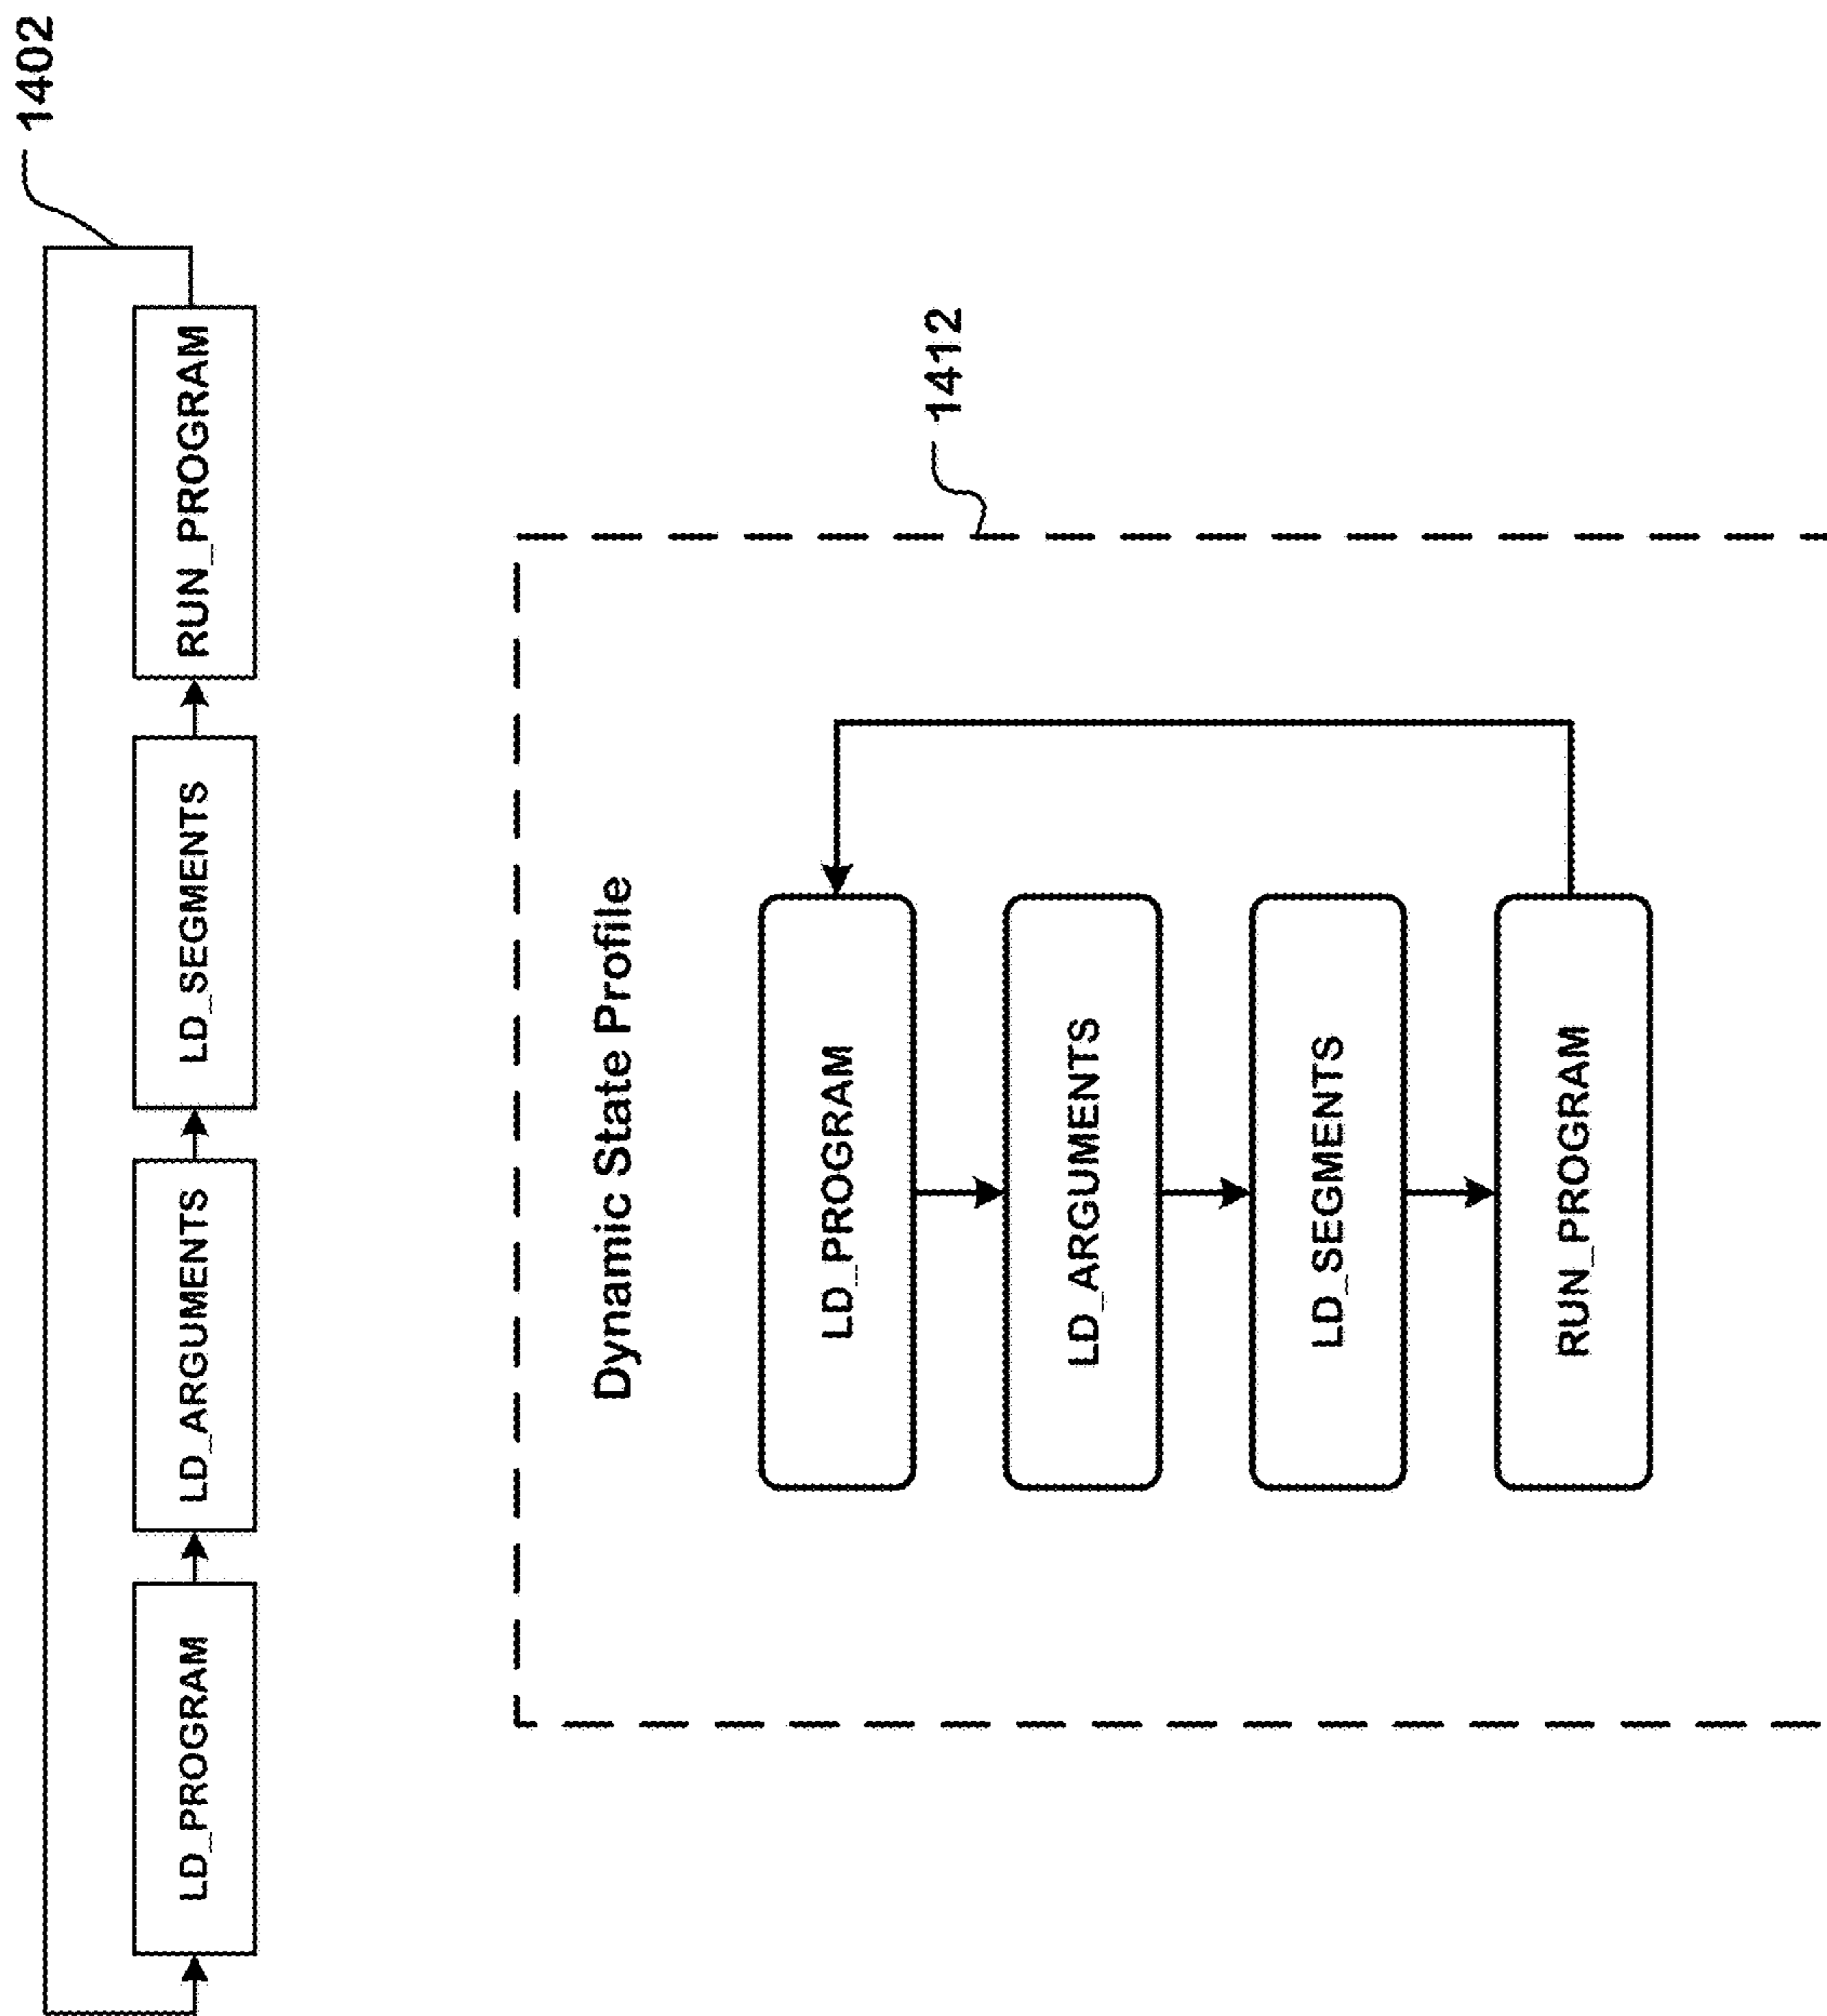 1402
LD_PROGRAM
LD_ARGUMENTS
LD_SEGMENTS
RUN_PROGRAM
1412
Dynamic State Profile
LD_PROGRAM
LD_ARGUMENTS
LD_SEGMENTS
RUN_PROGRAM